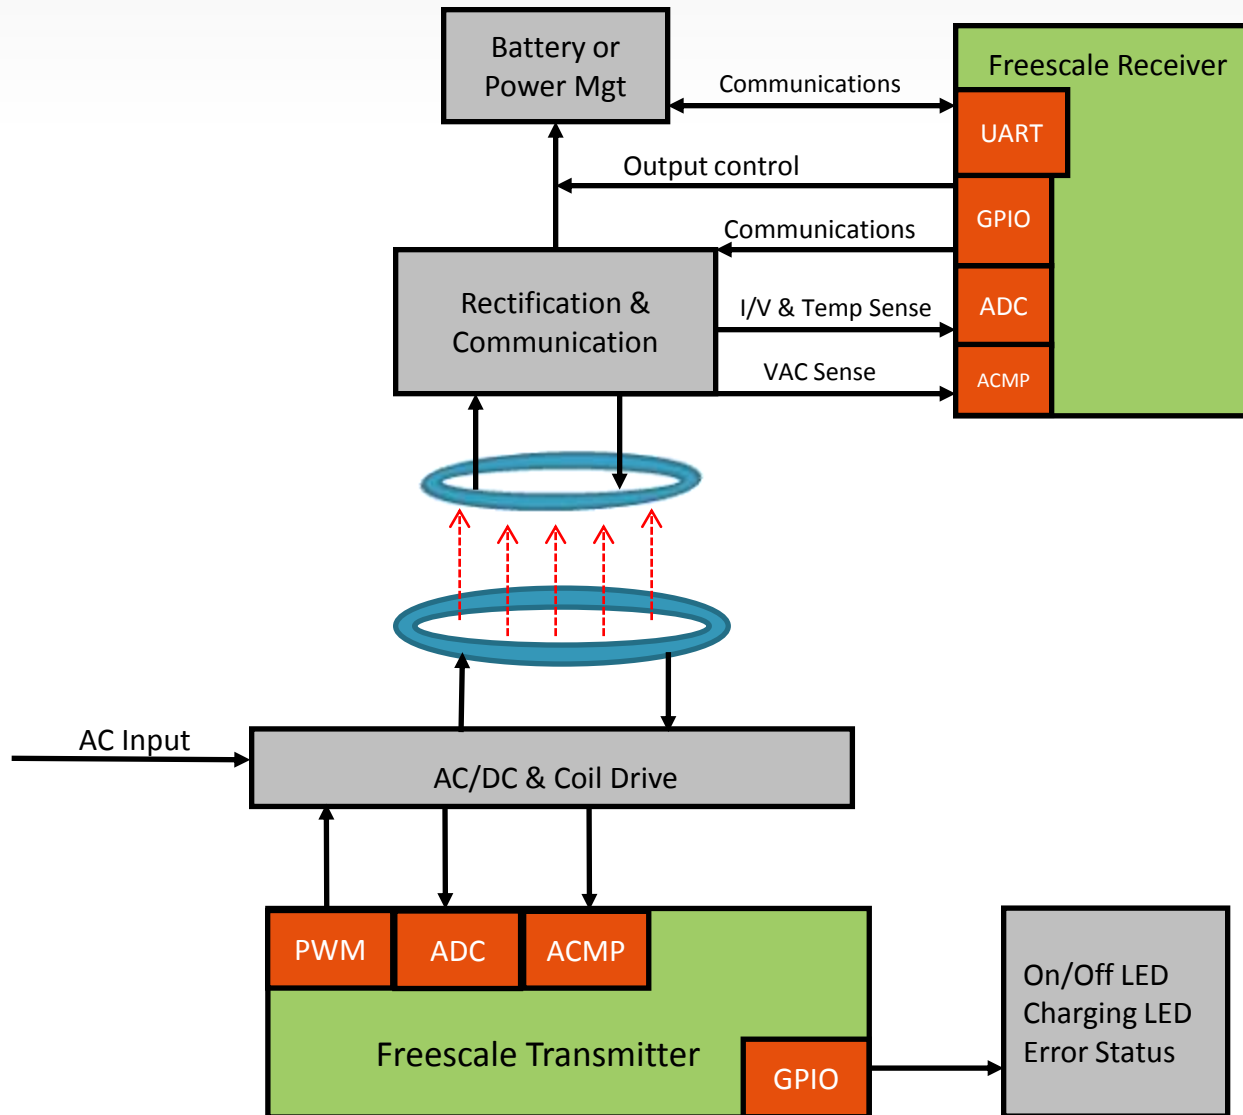 Battery or
Power Mgt
Communications
Freescale Receiver
UART
Output control
GPIO
Communications
Rectification &
Communication
I/V & Temp Sense
ADC
VAC Sense
ACMP
AC Input
AC/DC & Coil Drive
PWM
ADC
ACMP
Freescale Transmitter
GPIO
On/Off LED
Charging LED
Error Status